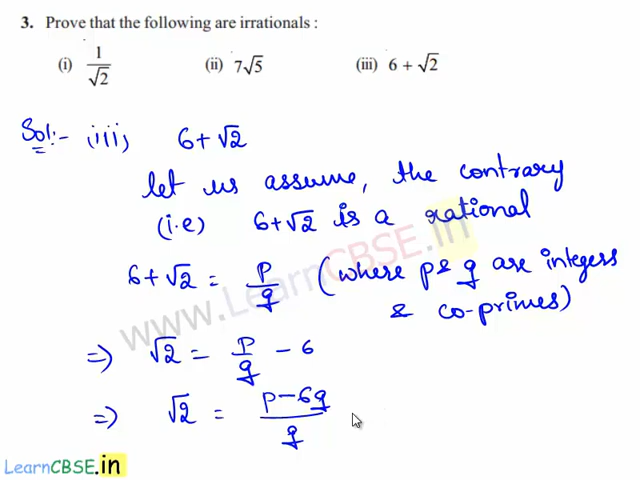 3. Prove that the following are irrationals :
(i) 1/√2 (ii) 7√5 (iii) 6 + √2
Sol:- (iii) 6+√2
let us assume, the contrary
(i.e) 6+√2 is a rational
6+√2 = p/q (where p & q are integers
& co-primes)
⇒ √2 = p/q - 6
⇒ √2 = p-6q/q
www.LearnCBSE.in
LearnCBSE.in